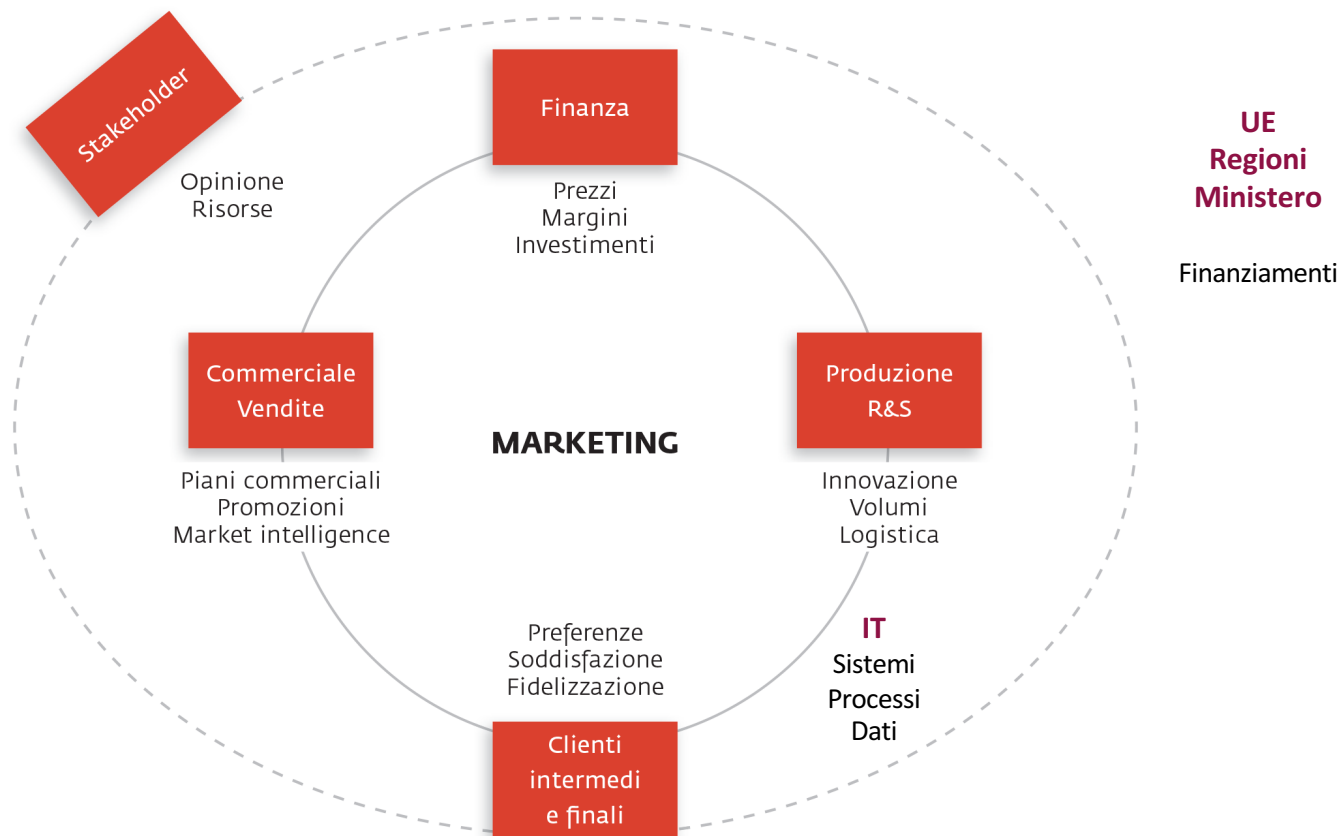 Stakeholder
Opinione
Risorse
Finanza
Prezzi
Margini
Investimenti
UE
Regioni
Ministero
Finanziamenti
Commerciale
Vendite
Piani commerciali
Promozioni
Market intelligence
MARKETING
Produzione
R&S
Innovazione
Volumi
Logistica
Preferenze
Soddisfazione
Fidelizzazione
Clienti
intermedi
e finali
IT
Sistemi
Processi
Dati